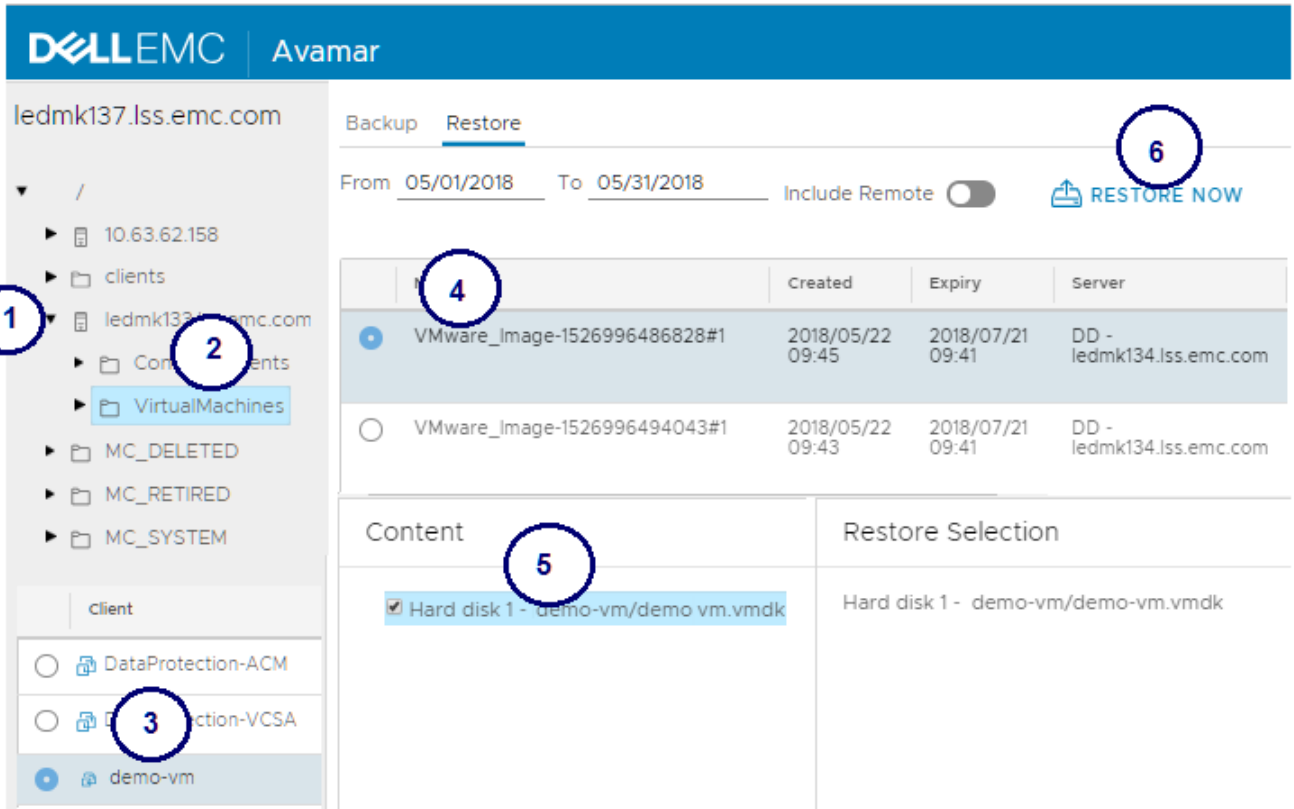 DELLEMC | Avamar
ledmk137.lss.emc.com
/
10.63.62.158
clients
1
emc.com
2
VirtualMachines
MC_DELETED
MC_RETIRED
MC_SYSTEM
Client
DataProtection-ACM
3
demo-vm
Backup Restore
From 05/01/2018 To 05/31/2018 Include Remote
6
RESTORE NOW
4 Created Expiry Server
VMware_Image-1526996486828#1 2018/05/22 09:45 2018/07/21 09:41 DD - ledmk134.lss.emc.com
VMware_Image-1526996494043#1 2018/05/22 09:43 2018/07/21 09:41 DD - ledmk134.lss.emc.com
Content
5
Hard disk 1 - demo-vm/demo vm.vmdk
Restore Selection
Hard disk 1 - demo-vm/demo-vm.vmdk